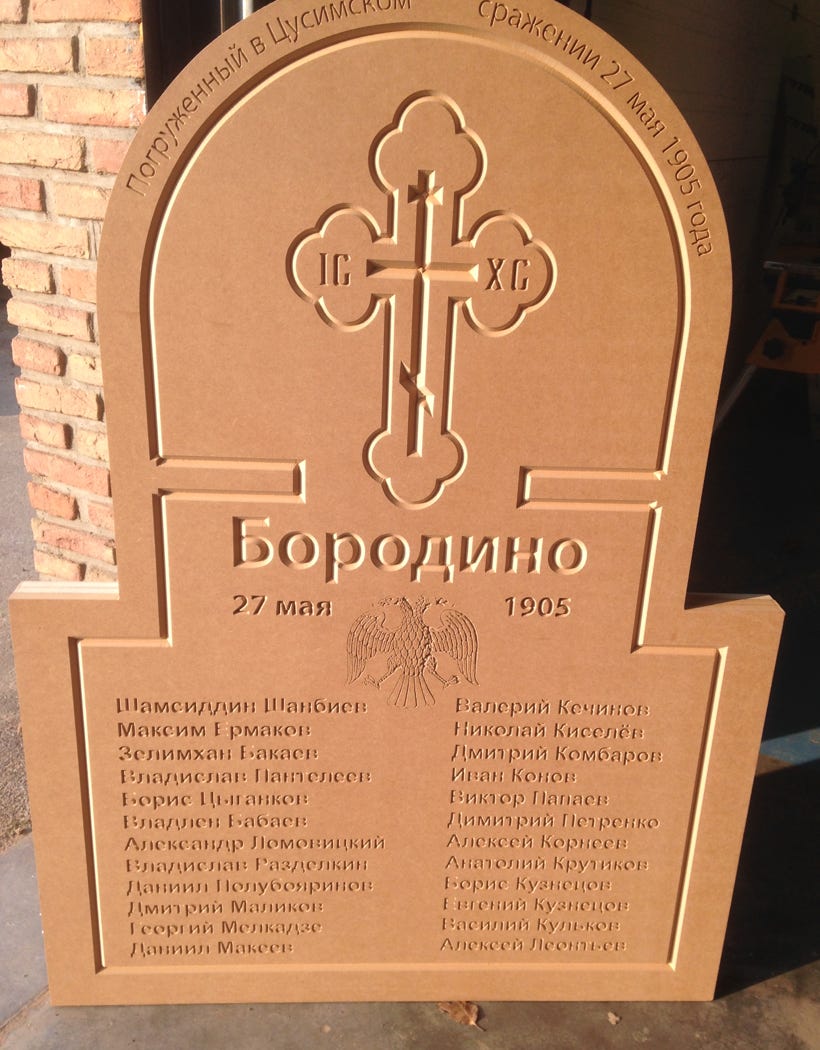 Погруженный в Цусимском сражении 27 мая 1905 года
IC XC
Бородино
27 мая 1905
Шамсиддин Шанбиев
Максим Ермаков
Зелимхан Бакаев
Владислав Пантелеев
Борис Цыганков
Владлен Бабаев
Александр Ломовицкий
Владислав Разделкин
Даниил Полубояринов
Дмитрий Маликов
Георгий Мелкадзе
Даниил Макеев
Валерий Кечинов
Николай Киселёв
Дмитрий Комбаров
Иван Конов
Виктор Папаев
Димитрий Петренко
Алексей Корнеев
Анатолий Крутиков
Борис Кузнецов
Евгений Кузнецов
Василий Кульков
Алексей Леонтьев